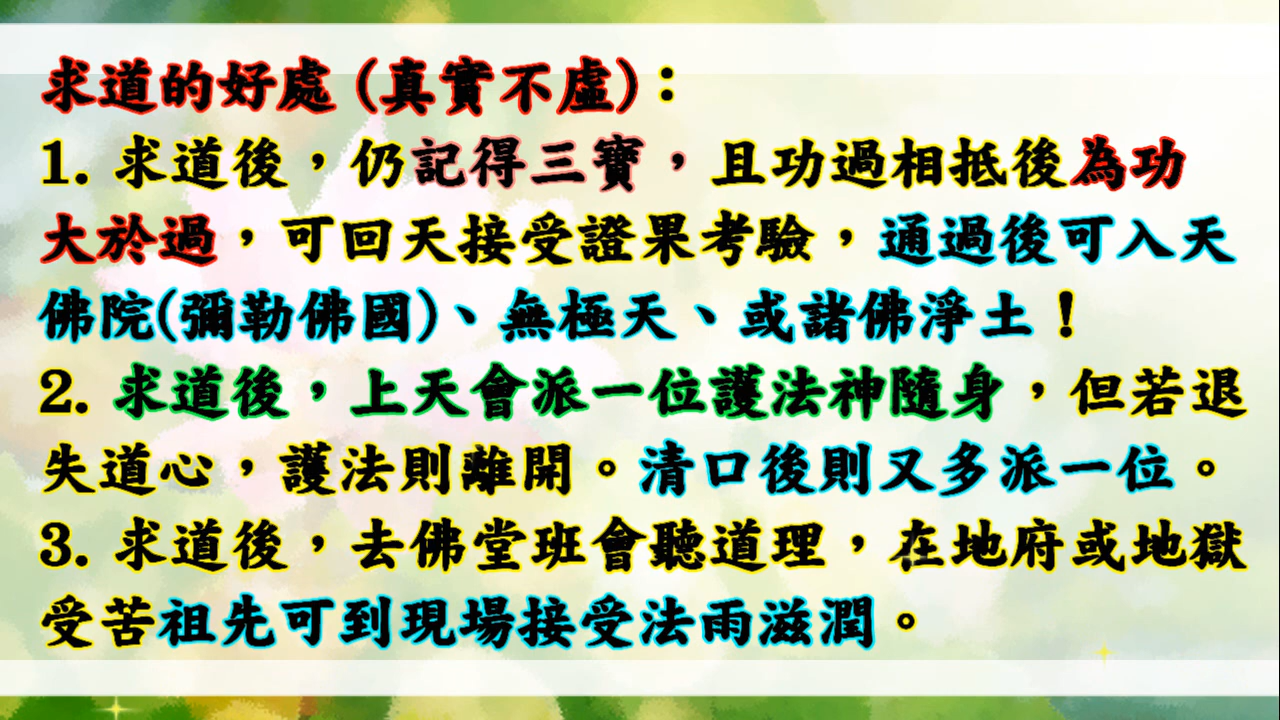 求道的好處(真實不虛)：
1. 求道後，仍記得三寶，且功過相抵後為功
大於過，可回天接受證果考驗，通過後可入天
佛院(彌勒佛國)、無極天、或諸佛淨土！
2. 求道後，上天會派一位護法神隨身，但若退
失道心，護法則離開。清口後則又多派一位。
3. 求道後，去佛堂班會聽道理，在地府或地獄
受苦祖先可到現場接受法雨滋潤。